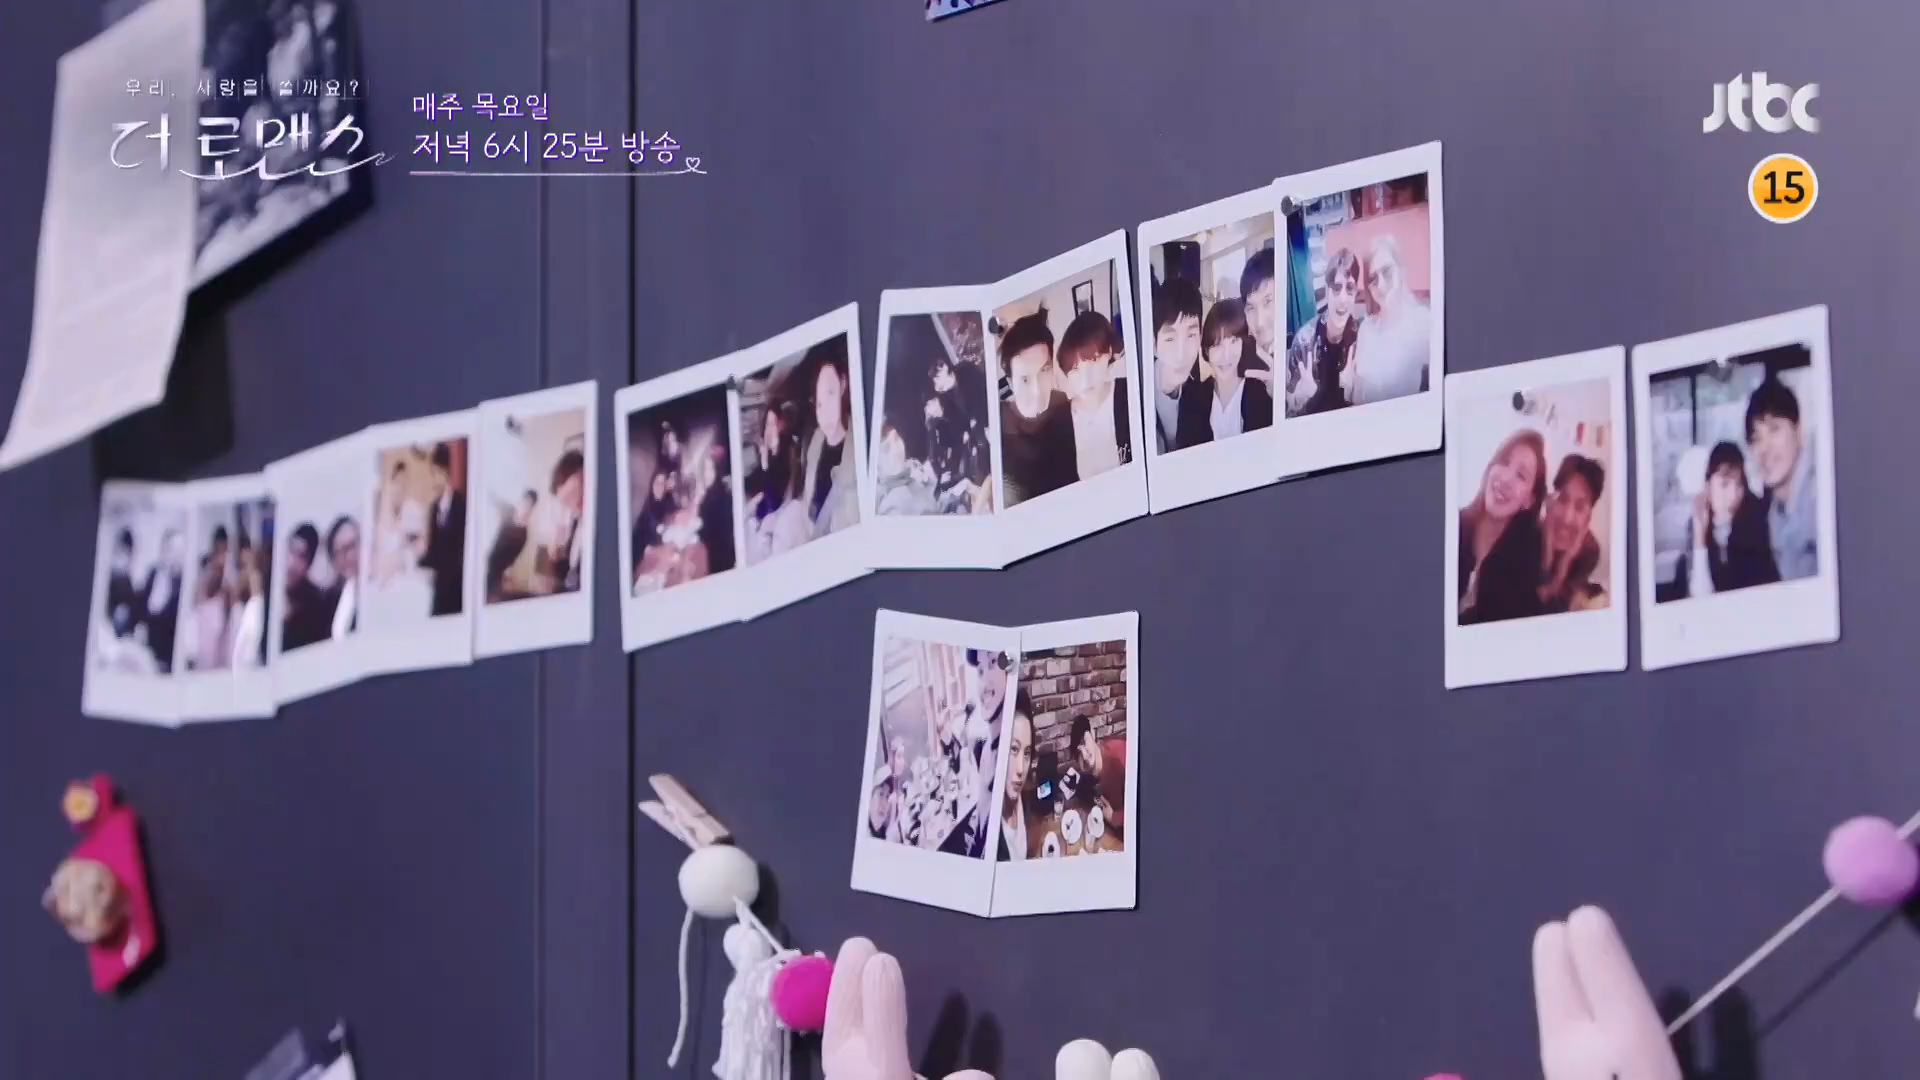 우리, 사랑을 쓸까요?
더 로맨스
매주 목요일
저녁 6시 25분 방송
jtbc
15